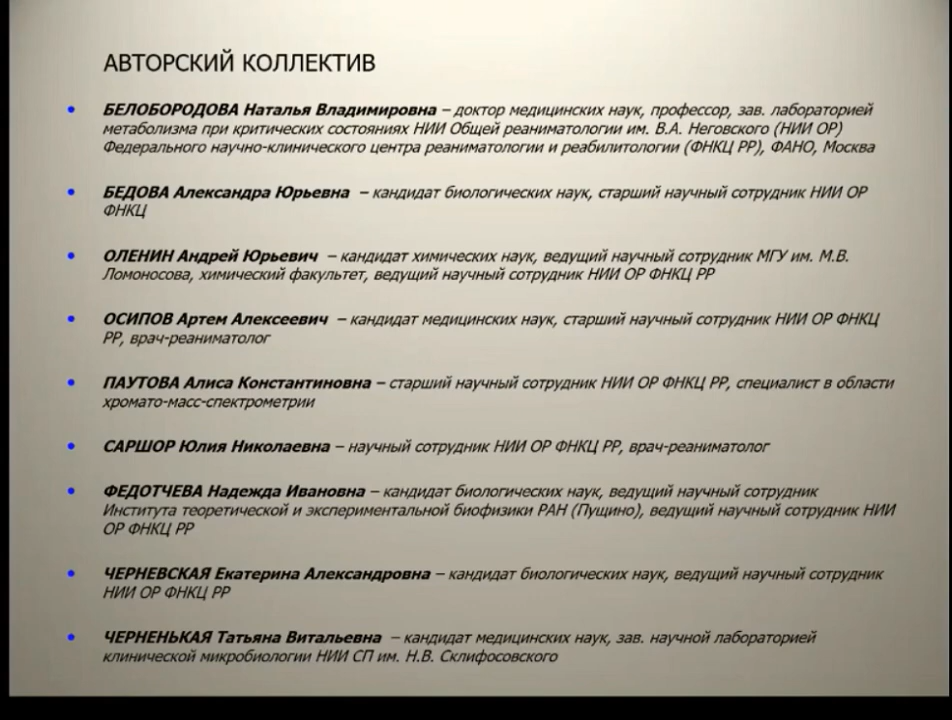 АВТОРСКИЙ КОЛЛЕКТИВ
• БЕЛОБОРОДОВА Наталья Владимировна – доктор медицинских наук, профессор, зав. лабораторией
метаболизма при критических состояниях НИИ Общей реаниматологии им. В.А. Неговского (НИИ ОР)
Федерального научно-клинического центра реаниматологии и реабилитологии (ФНКЦ РР), ФАНО, Москва
• БЕДОВА Александра Юрьевна – кандидат биологических наук, старший научный сотрудник НИИ ОР
ФНКЦ
• ОЛЕНИН Андрей Юрьевич – кандидат химических наук, ведущий научный сотрудник МГУ им. М.В.
Ломоносова, химический факультет, ведущий научный сотрудник НИИ ОР ФНКЦ РР
• ОСИПОВ Артем Алексеевич – кандидат медицинских наук, старший научный сотрудник НИИ ОР ФНКЦ
РР, врач-реаниматолог
• ПАУТОВА Алиса Константиновна – старший научный сотрудник НИИ ОР ФНКЦ РР, специалист в области
хромато-масс-спектрометрии
• САРШОР Юлия Николаевна – научный сотрудник НИИ ОР ФНКЦ РР, врач-реаниматолог
• ФЕДОТЧЕВА Надежда Ивановна – кандидат биологических наук, ведущий научный сотрудник
Института теоретической и экспериментальной биофизики РАН (Пущино), ведущий научный сотрудник НИИ
ОР ФНКЦ РР
• ЧЕРНЕВСКАЯ Екатерина Александровна – кандидат биологических наук, ведущий научный сотрудник
НИИ ОР ФНКЦ РР
• ЧЕРНЕНЬКАЯ Татьяна Витальевна – кандидат медицинских наук, зав. научной лабораторией
клинической микробиологии НИИ СП им. Н.В. Склифосовского